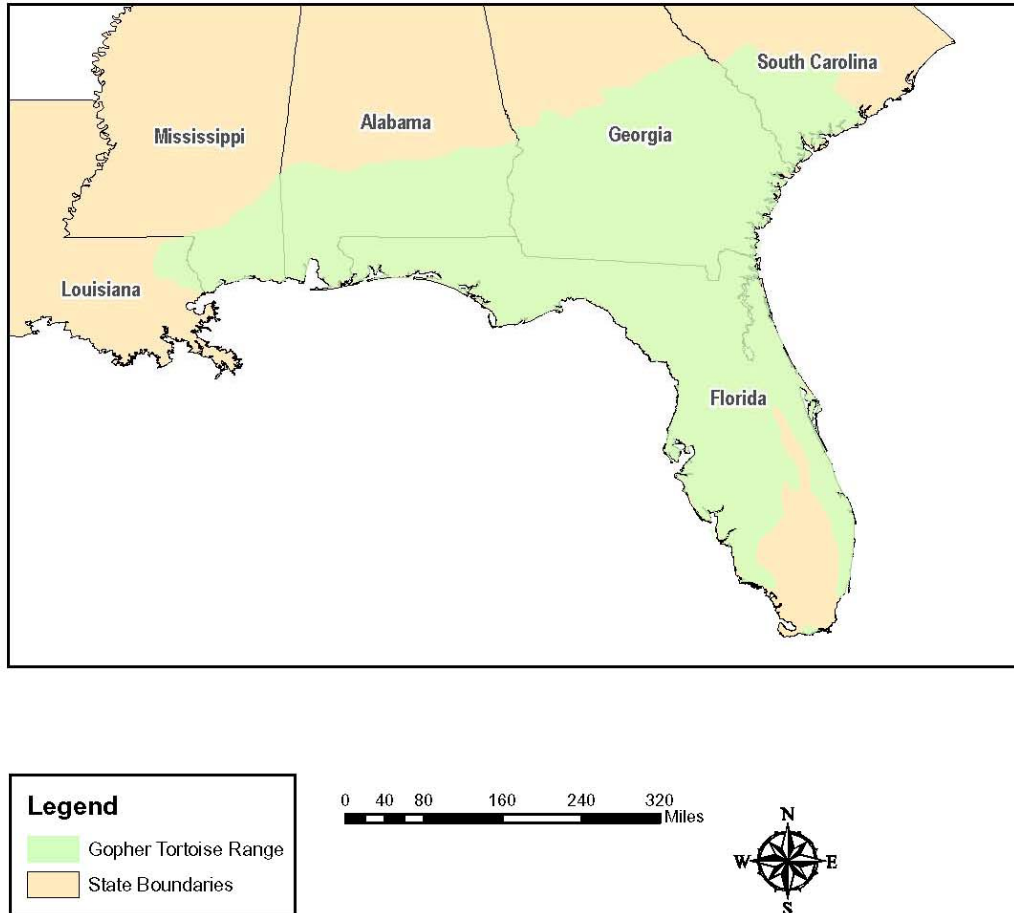 South Carolina
Mississippi
Alabama
Georgia
Louisiana
Florida
Legend
Gopher Tortoise Range
State Boundaries
0 40 80 160 240 320
Miles
N
W E
S